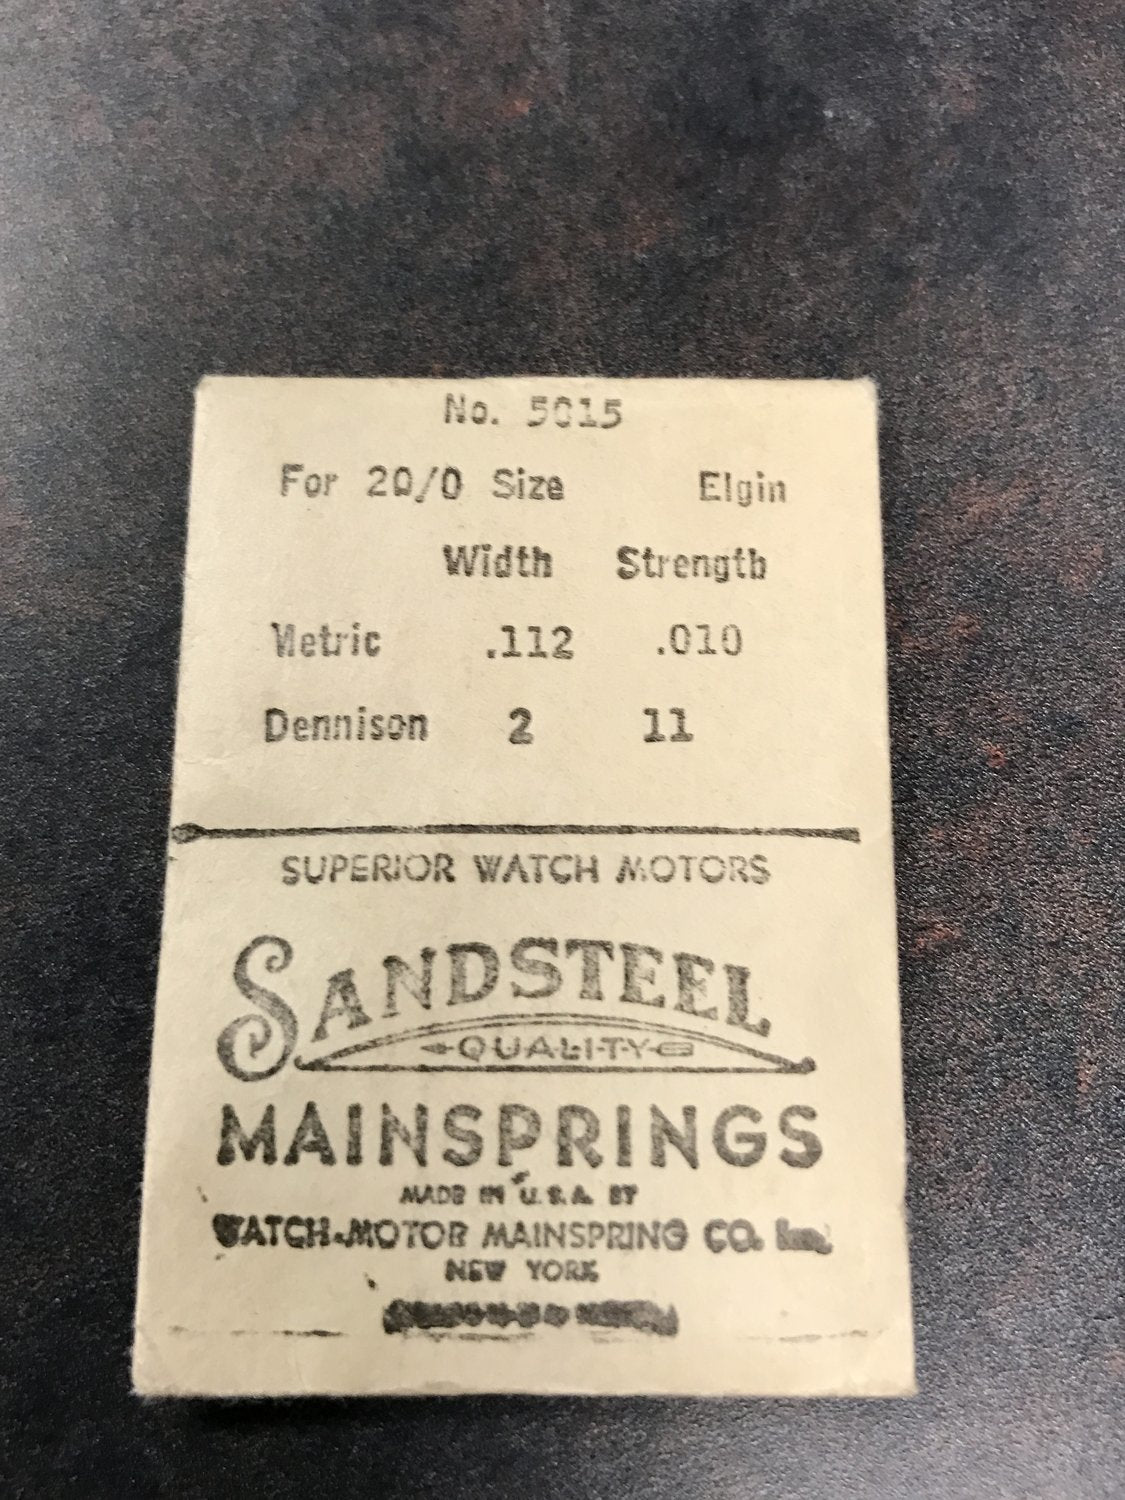 No. 5015
For 20/0 Size Elgin
Width Strength
Metric .112 .010
Dennison 2 11
SUPERIOR WATCH MOTORS
SANDSTEEL
QUALITY
MAINSPRINGS
MADE IN U.S.A. BY
WATCH-MOTOR MAINSPRING CO. Inc.
NEW YORK